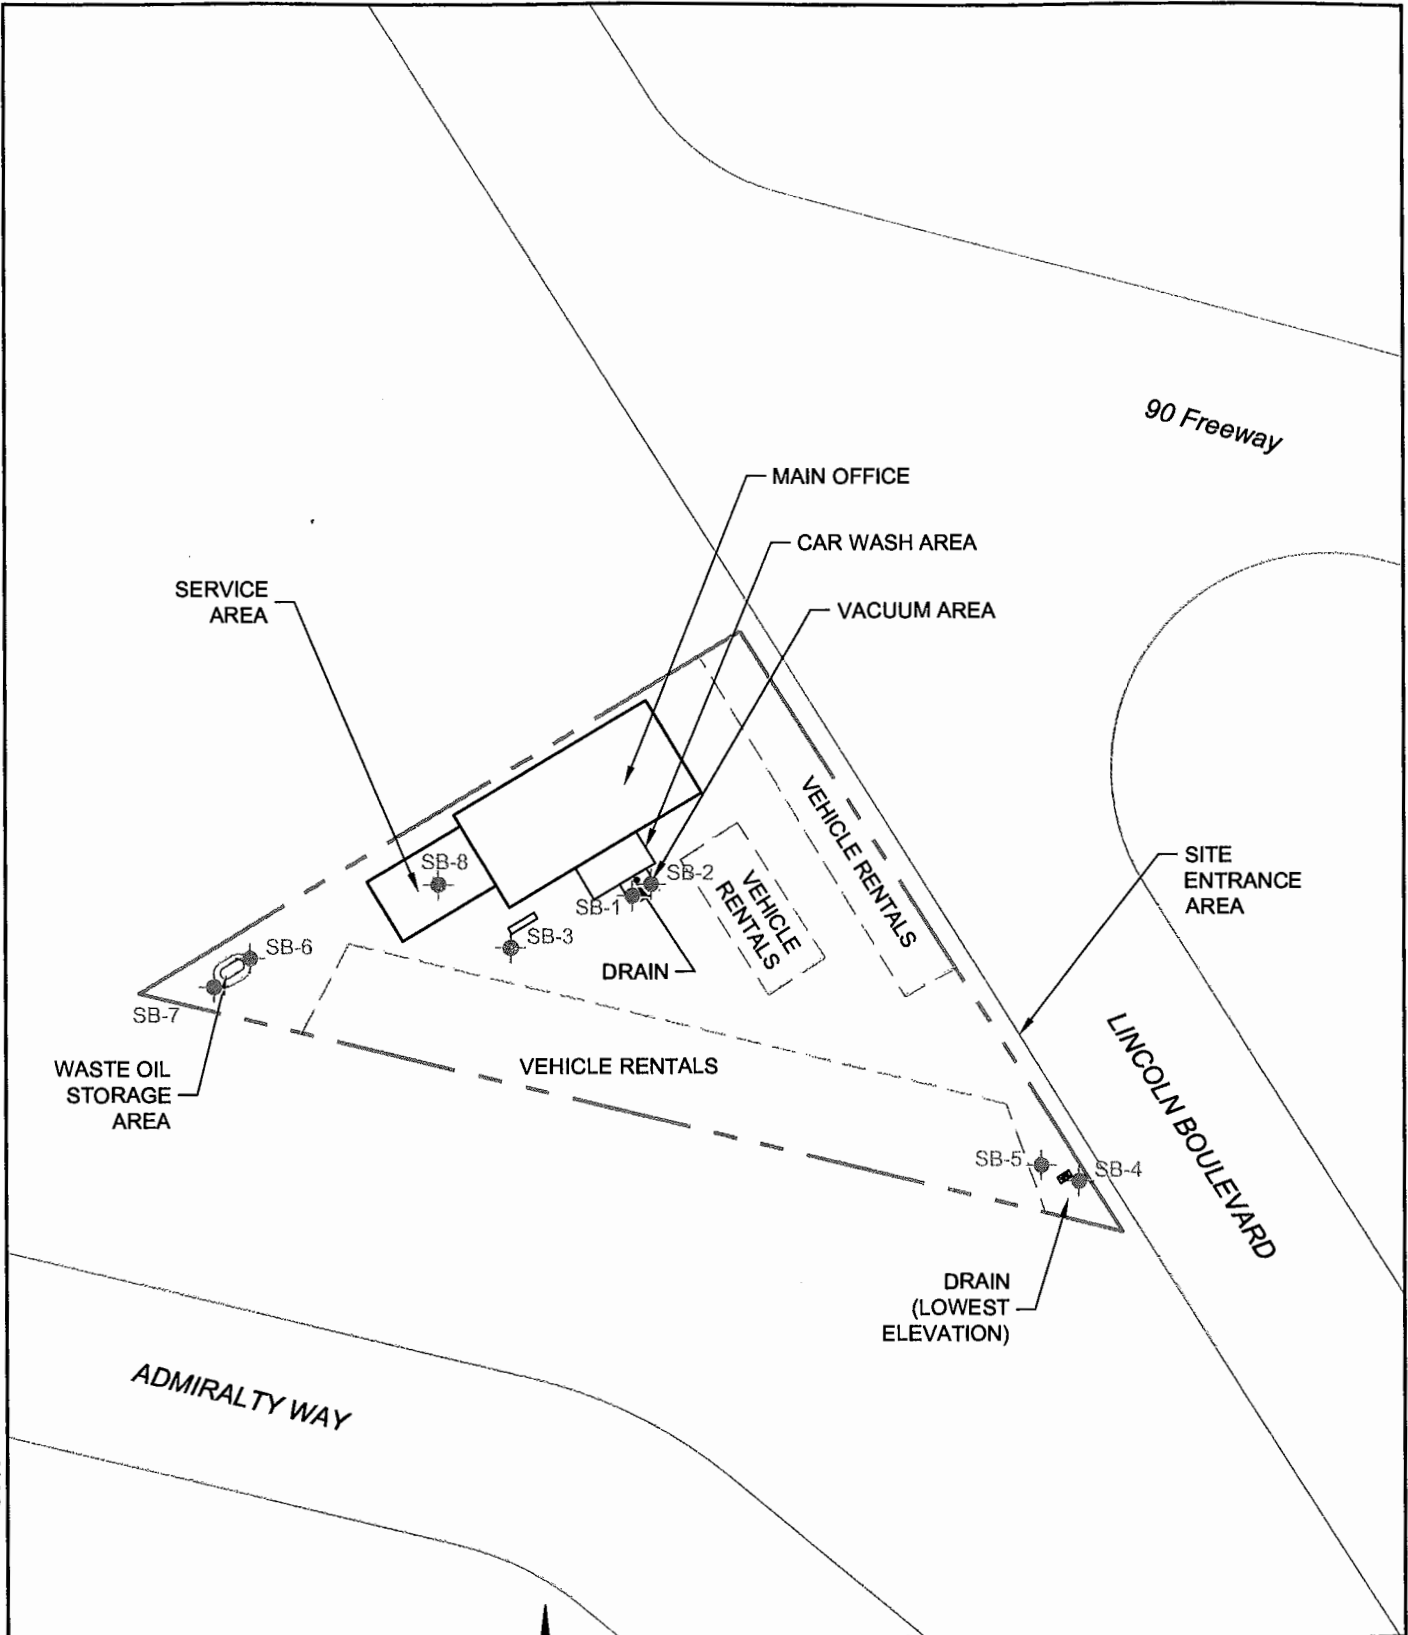 90 Freeway
MAIN OFFICE
CAR WASH AREA
SERVICE
AREA
VACUUM AREA
VEHICLE RENTALS
SB-8
SB-2
SITE
ENTRANCE
AREA
VEHICLE
RENTALS
SB-1
SB-3
SB-6
DRAIN
SB-7
LINCOLN BOULEVARD
WASTE OIL
STORAGE
AREA
VEHICLE RENTALS
SB-5
SB-4
DRAIN
(LOWEST
ELEVATION)
ADMIRALTY WAY